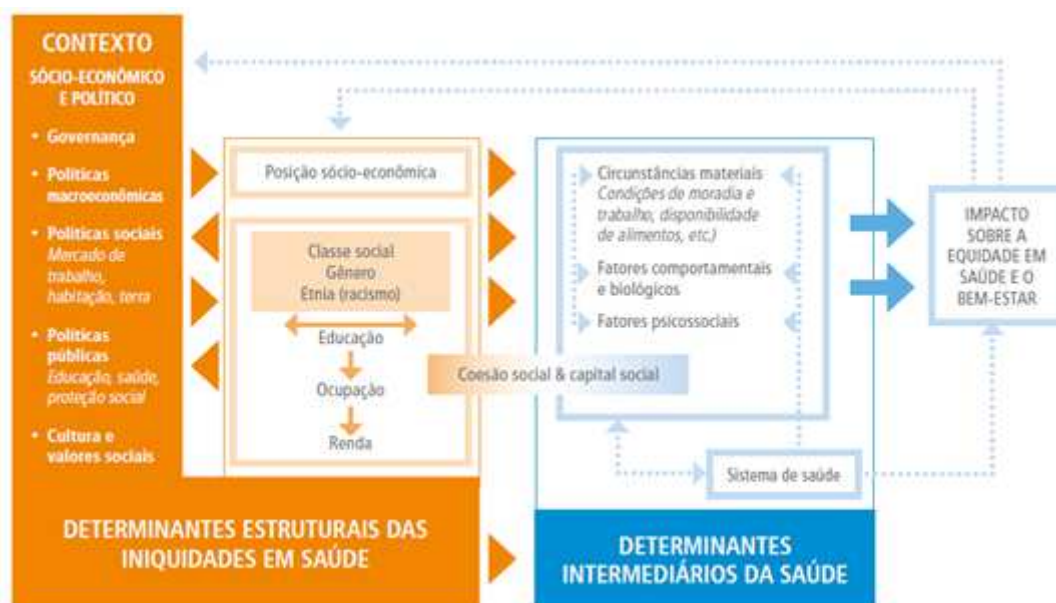 CONTEXTO
SÓCIO-ECONÔMICO
E POLÍTICO
• Governança
• Políticas
macroeconômicas
• Políticas sociais
Mercado de
trabalho,
habitação, terra
• Políticas
públicas
Educação, saúde,
proteção social
• Cultura e
valores sociais
Posição sócio-econômica
Classe social
Gênero
Etnia (racismo)
Educação
Ocupação
Renda
Coesão social & capital social
Circunstâncias materiais
Condições de moradia e
trabalho, disponibilidade
de alimentos, etc.)
Fatores comportamentais
e biológicos
Fatores psicossociais
Sistema de saúde
IMPACTO
SOBRE A
EQUIDADE EM
SAÚDE E O
BEM-ESTAR
DETERMINANTES ESTRUTURAIS DAS
INIQUIDADES EM SAÚDE
DETERMINANTES
INTERMEDIÁRIOS DA SAÚDE